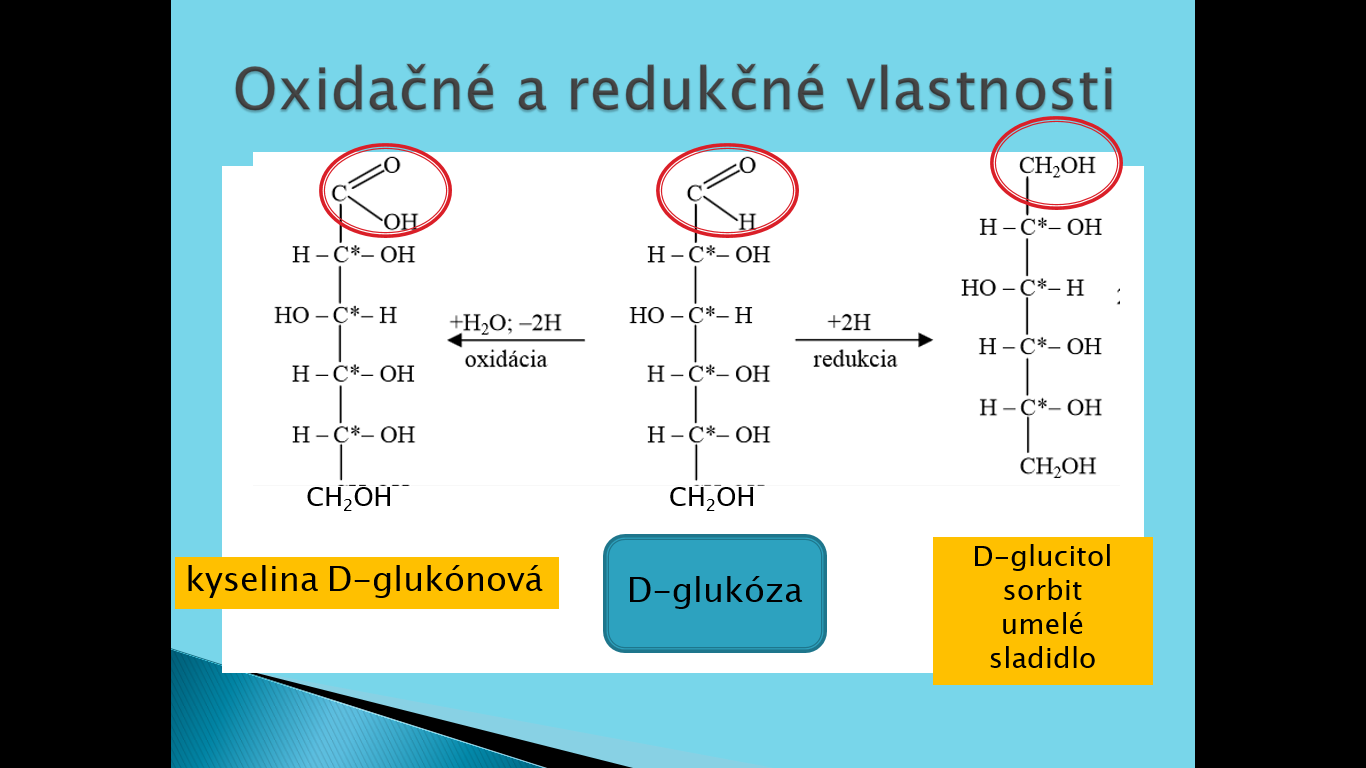 Oxidačné a redukčné vlastnosti
O
C
OH
H – C*– OH
HO – C*– H
H – C*– OH
H – C*– OH
CH₂OH
+H₂O; –2H
oxidácia
O
C
H
H – C*– OH
HO – C*– H
H – C*– OH
H – C*– OH
CH₂OH
+2H
redukcia
CH₂OH
H – C*– OH
HO – C*– H
H – C*– OH
H – C*– OH
CH₂OH
kyselina D-glukónová
D-glukóza
D-glucitol
sorbit
umelé
sladidlo